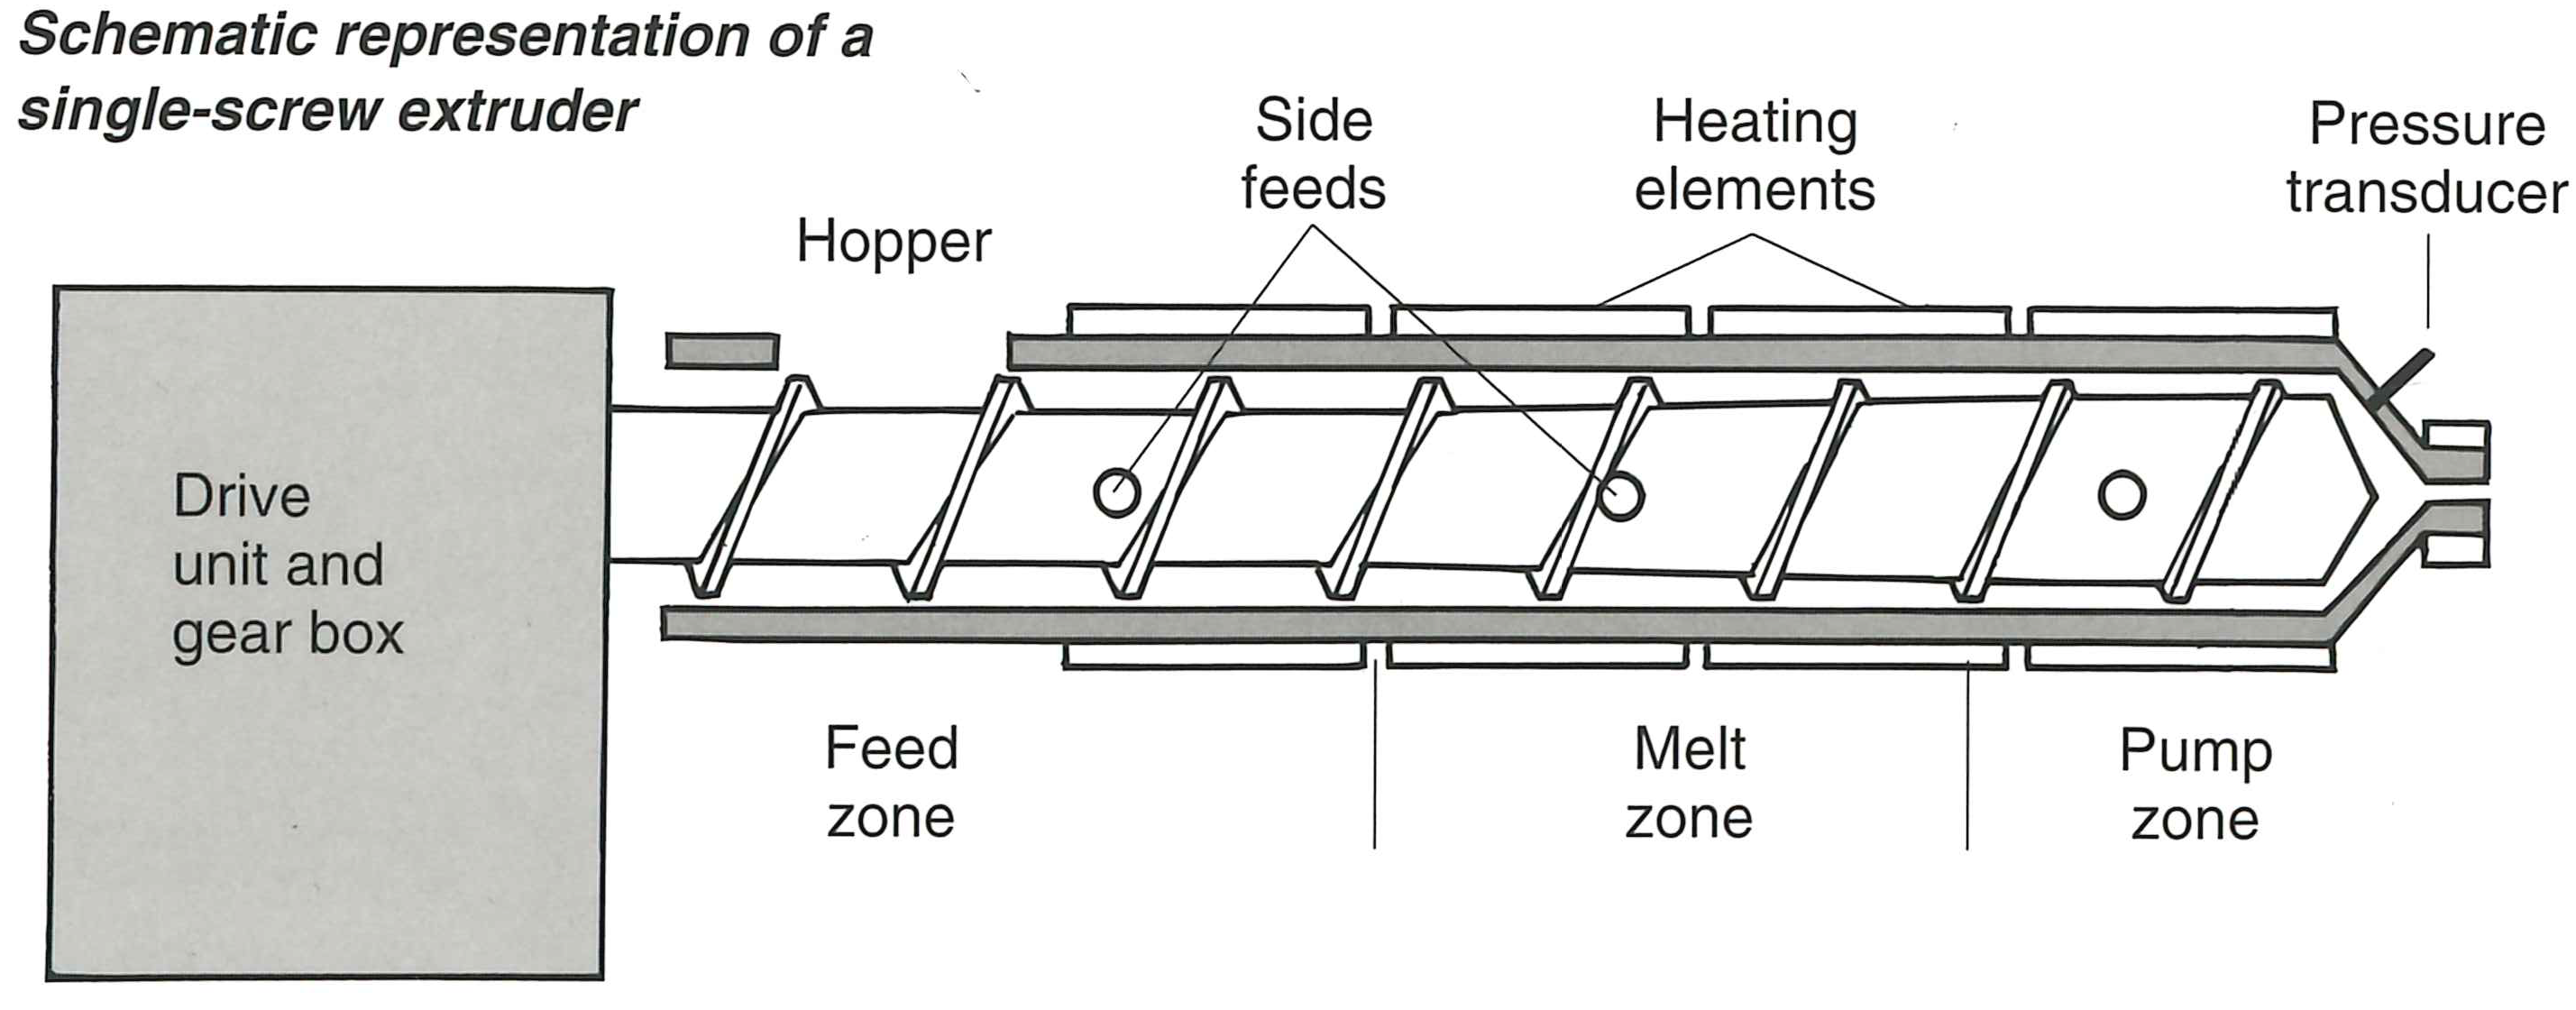 Schematic representation of a
single-screw extruder
Side
feeds
Heating
elements
Pressure
transducer
Hopper
Drive
unit and
gear box
Feed
zone
Melt
zone
Pump
zone